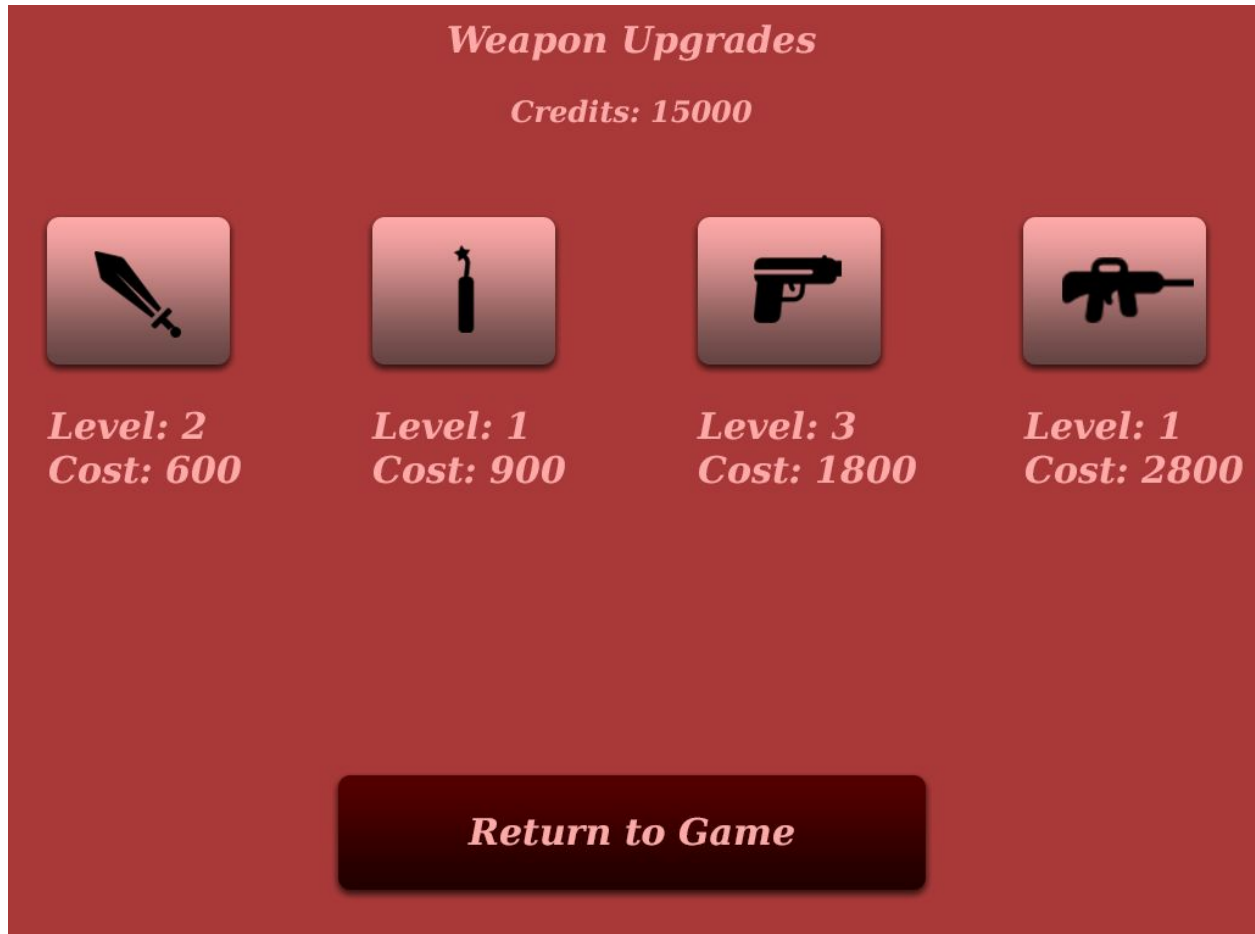 Weapon Upgrades
Credits: 15000
Level: 2
Cost: 600
Level: 1
Cost: 900
Level: 3
Cost: 1800
Level: 1
Cost: 2800
Return to Game